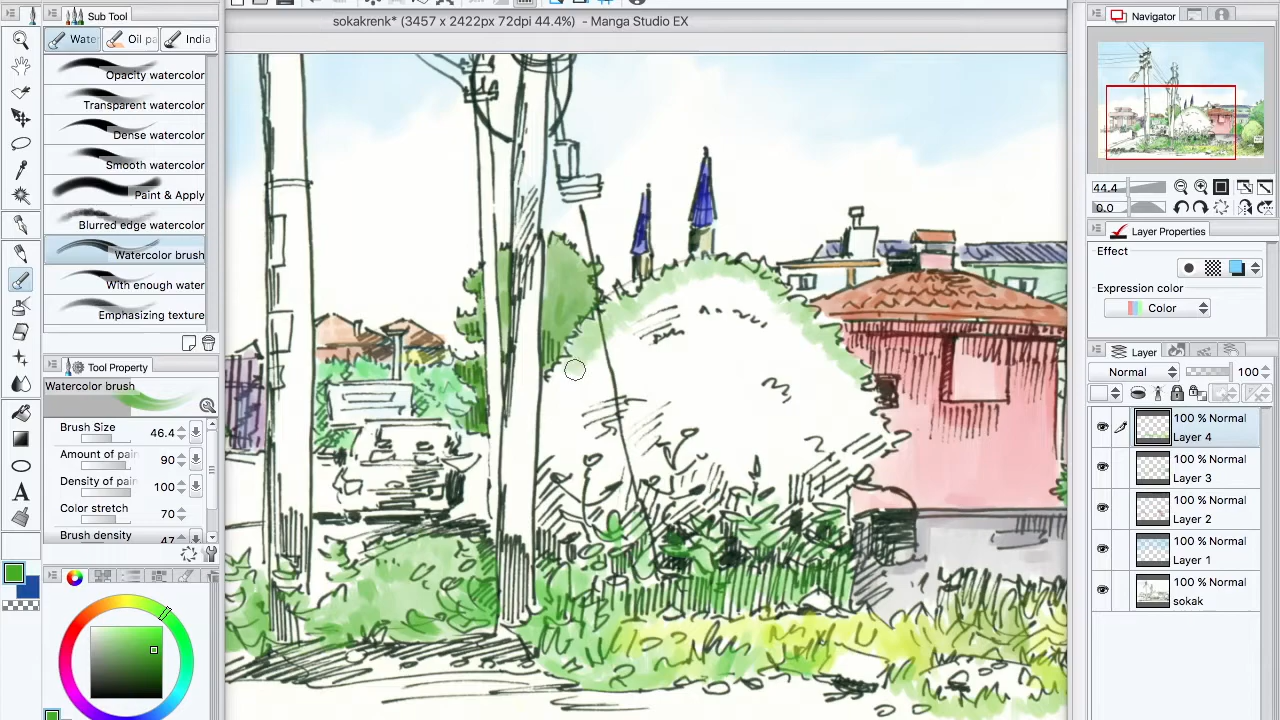 sokakrenk* (3457 x 2422px 72dpi 44.4%)  - Manga Studio EX
Sub Tool
Wate
Oil pa
India
Opacity watercolor
Transparent watercolor
Dense watercolor
Smooth watercolor
Paint & Apply
Blurred edge watercolor
Watercolor brush
With enough water
Emphasizing texture
Tool Property
Watercolor brush
Brush Size 46.4
Amount of pain 90
Density of pain 100
Color stretch 70
Brush density 47
Navigator
44.4
0.0
Layer Properties
Effect
Expression color
Color
Layer
Normal 100
100 % Normal
Layer 4
100 % Normal
Layer 3
100 % Normal
Layer 2
100 % Normal
Layer 1
100 % Normal
sokak